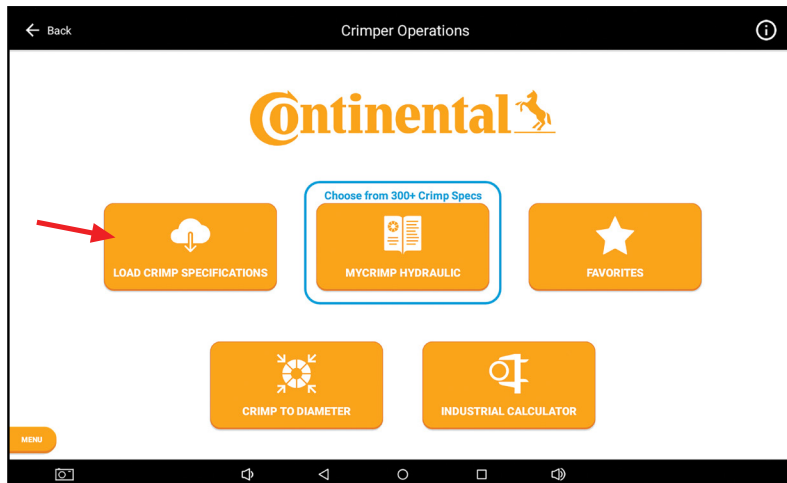 Back
Crimper Operations
Continental
Choose from 300+ Crimp Specs
LOAD CRIMP SPECIFICATIONS
MYCRIMP HYDRAULIC
FAVORITES
CRIMP TO DIAMETER
INDUSTRIAL CALCULATOR
MENU